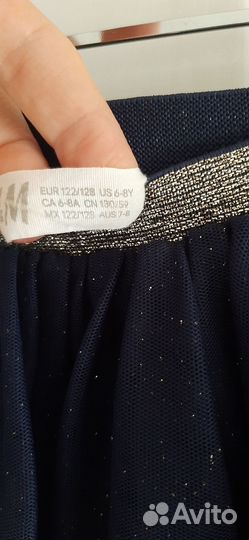 EUR 122/128 US 6-8Y
CA 6-8A CN 130/59
MX 122/128 AUS 7-8
Avito